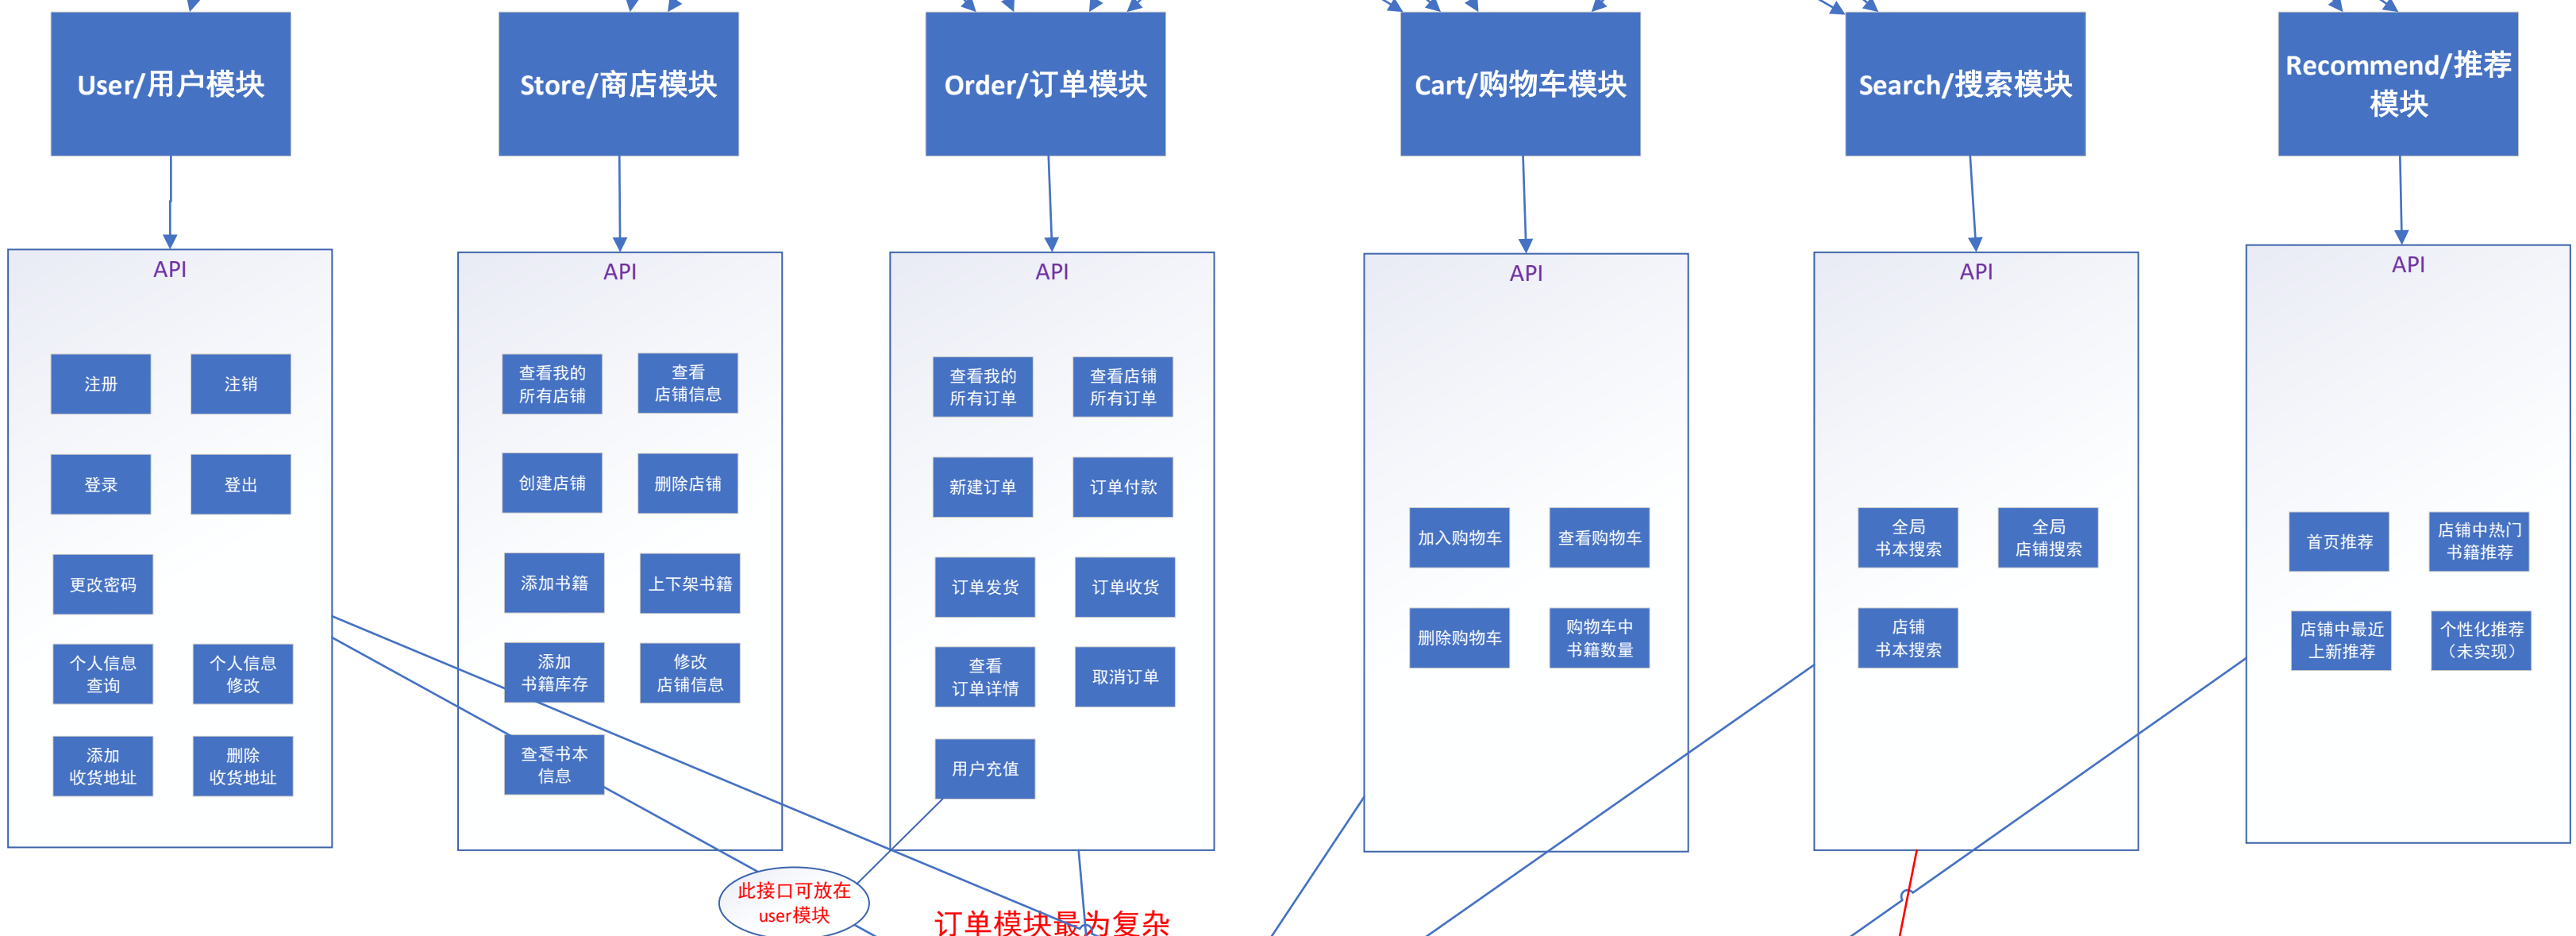 User/用户模块
Store/商店模块
Order/订单模块
Cart/购物车模块
Search/搜索模块
Recommend/推荐
模块
API
注册
注销
登录
登出
更改密码
个人信息
查询
个人信息
修改
添加
收货地址
删除
收货地址
API
查看我的
所有店铺
查看
店铺信息
创建店铺
删除店铺
添加书籍
上下架书籍
添加
书籍库存
修改
店铺信息
查看书本
信息
API
查看我的
所有订单
查看店铺
所有订单
新建订单
订单付款
订单发货
订单收货
查看
订单详情
取消订单
用户充值
此接口可放在
user模块
订单模块最为复杂
API
加入购物车
查看购物车
删除购物车
购物车中
书籍数量
API
全局
书本搜索
全局
店铺搜索
店铺
书本搜索
API
首页推荐
店铺中热门
书籍推荐
店铺中最近
上新推荐
个性化推荐
（未实现）